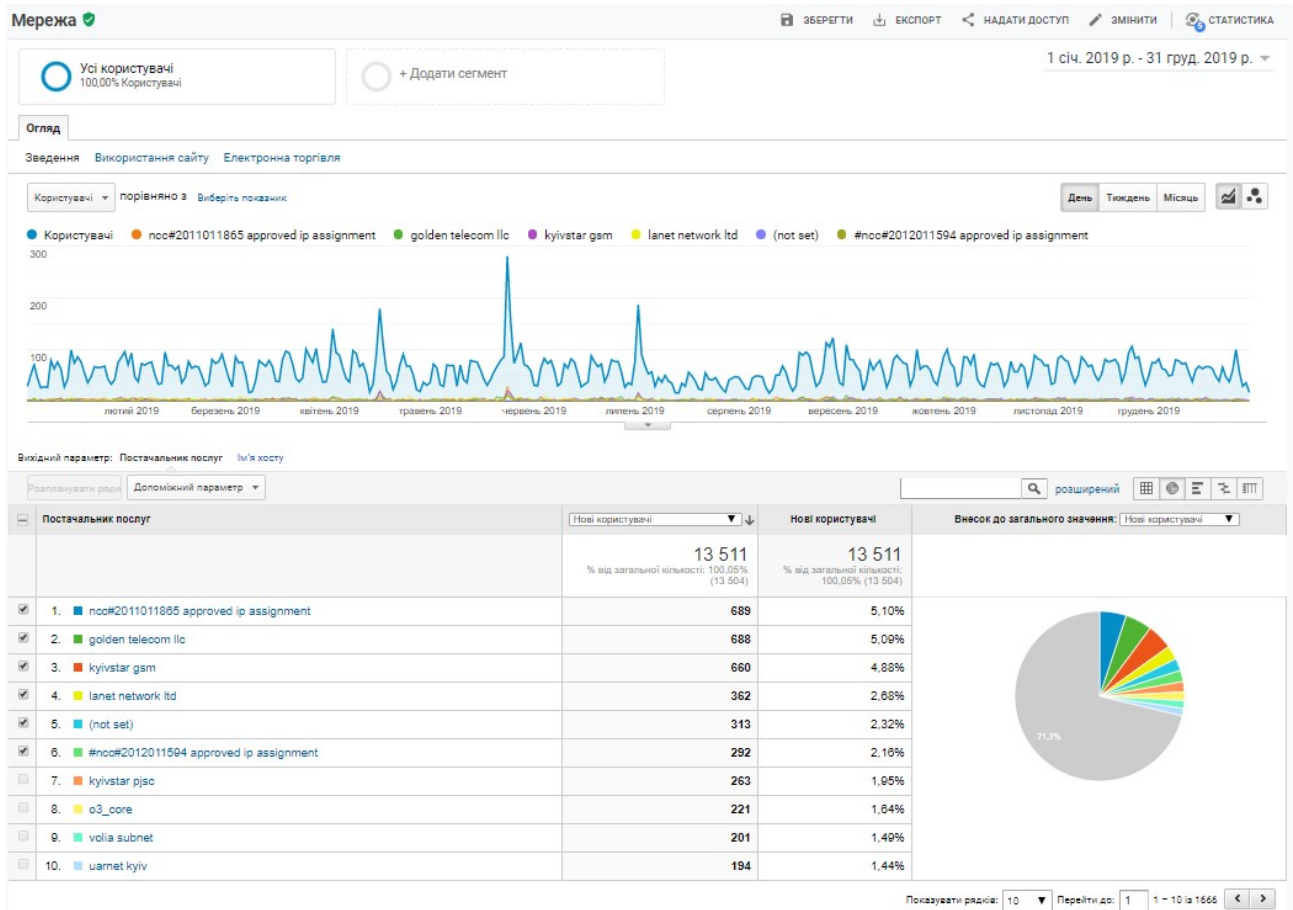 Мережа
ЗБЕРЕГТИ ЕКСПОРТ НАДАТИ ДОСТУП ЗМІНИТИ 5 СТАТИСТИКА
Усі користувачі
100,00% Користувачі
+ Додати сегмент
1 січ. 2019 р. - 31 груд. 2019 р.
Огляд
Зведення Використання сайту Електронна торгівля
Користувачі порівняно з Виберіть показник
День Тиждень Місяць
Користувачі ncc#2011011865 approved ip assignment golden telecom llc kyivstar gsm lanet network ltd (not set) #ncc#2012011594 approved ip assignment
300
200
100
лютий 2019 березень 2019 квітень 2019 травень 2019 червень 2019 липень 2019 серпень 2019 вересень 2019 жовтень 2019 листопад 2019 грудень 2019
Вихідний параметр: Постачальник послуг Ім'я хосту
Розпланувати ряди Допоміжний параметр
розширений
Постачальник послуг Нові користувачі Нові користувачі Внесок до загального значення: Нові користувачі
13 511 13 511
% від загальної кількості: 100,05% (13 504) % від загальної кількості: 100,05% (13 504)
1. ncc#2011011865 approved ip assignment 689 5,10%
2. golden telecom llc 688 5,09%
3. kyivstar gsm 660 4,88%
4. lanet network ltd 362 2,68%
5. (not set) 313 2,32%
6. #ncc#2012011594 approved ip assignment 292 2,16%
7. kyivstar pjsc 263 1,95%
8. o3_core 221 1,64%
9. volia subnet 201 1,49%
10. uarnet kyiv 194 1,44%
71,3%
Показувати рядків: 10 Перейти до: 1 1 – 10 із 1666